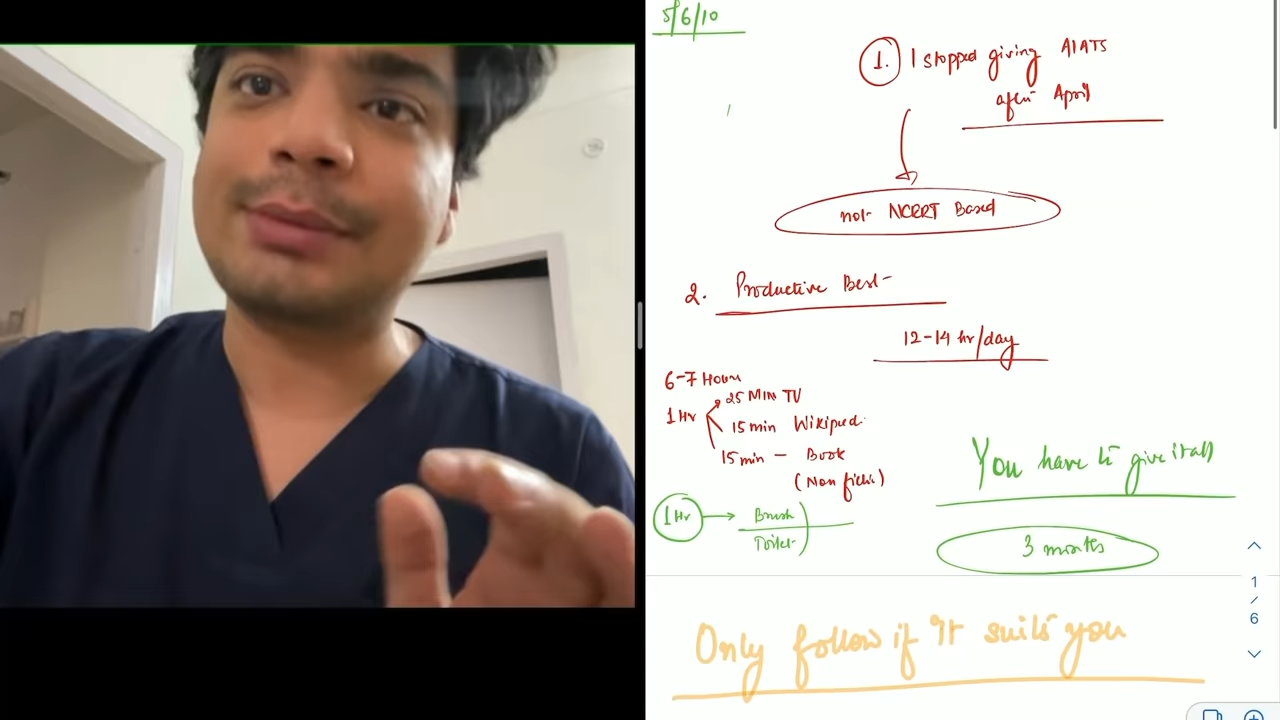 5/6/10
1. I stopped giving AIATS
after April
not NCERT Based
2. Productive Best
12-14 hr/day
6-7 Hours
1 Hr
25 MIN TV
15 min Wikiped.
15 min - Book
(Non fictic)
1 Hr
Brush
Toilet
You have to give it all
3 months
Only follow if It suits you
1
/
6